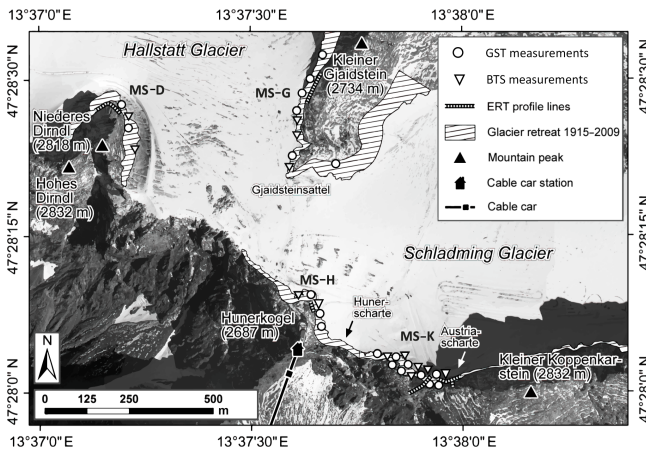 13°37'0"E
13°37'30"E
13°38'0"E
Hallstatt Glacier
MS-D
MS-G
Kleiner
Gjaidstein
(2734 m)
GST measurements
BTS measurements
ERT profile lines
Glacier retreat 1915-2009
Mountain peak
Cable car station
Cable car
47°28'30"N
47°28'30"N
Niederes
Dirndl
(2818 m)
Hohes
Dirndl
(2832 m)
Gjaidsteinsattel
47°28'15"N
47°28'15"N
Schladming Glacier
MS-H
Huner-
scharte
Hunerkogel
(2687 m)
MS-K
Austria-
scharte
Kleiner Koppenkar-
stein (2832 m)
N
47°28'0"N
47°28'0"N
0 125 250 500
m
13°37'0"E
13°37'30"E
13°38'0"E